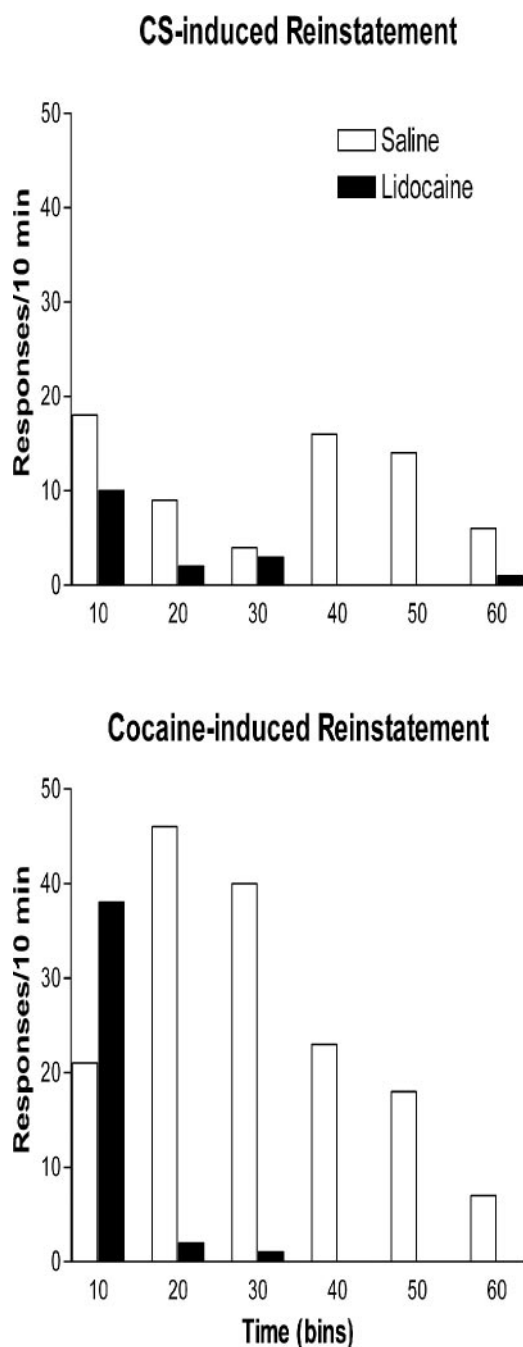 CS-induced Reinstatement
50
Saline
Lidocaine
40
30
20
10
0
Responses/10 min
10 20 30 40 50 60
Cocaine-induced Reinstatement
50
40
30
20
10
0
Responses/10 min
10 20 30 40 50 60
Time (bins)